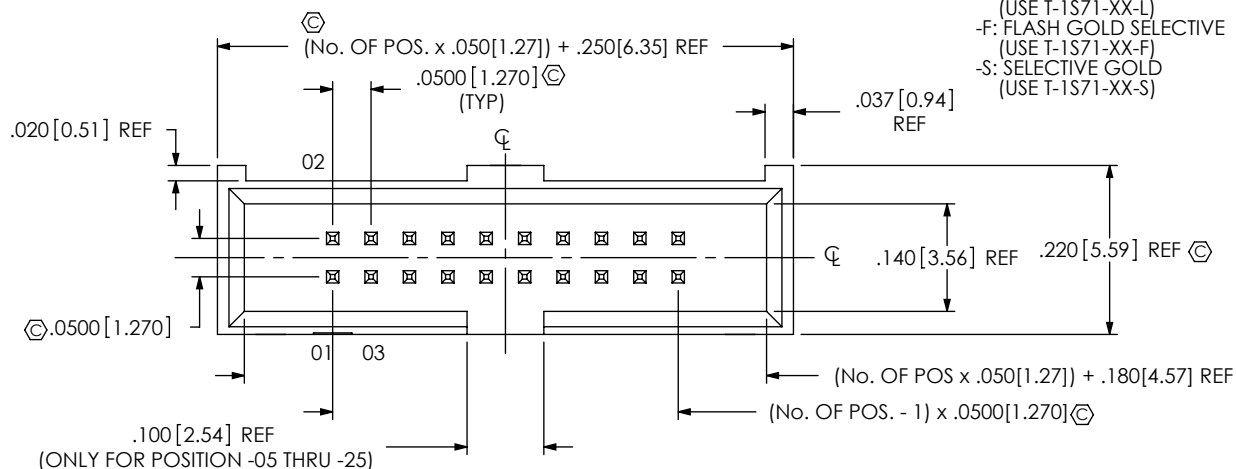 (USE T-1S71-XX-L)
-F: FLASH GOLD SELECTIVE
(USE T-1S71-XX-F)
-S: SELECTIVE GOLD
(USE T-1S71-XX-S)
C
(No. OF POS. x .050[1.27]) + .250[6.35] REF
.0500 [1.270] C
(TYP)
.037 [0.94]
REF
.020 [0.51] REF
℄
02
℄
.140 [3.56] REF
.220 [5.59] REF C
C .0500 [1.270]
01 03
(No. OF POS x .050[1.27]) + .180[4.57] REF
(No. OF POS. - 1) x .0500[1.270] C
.100 [2.54] REF
(ONLY FOR POSITION -05 THRU -25)